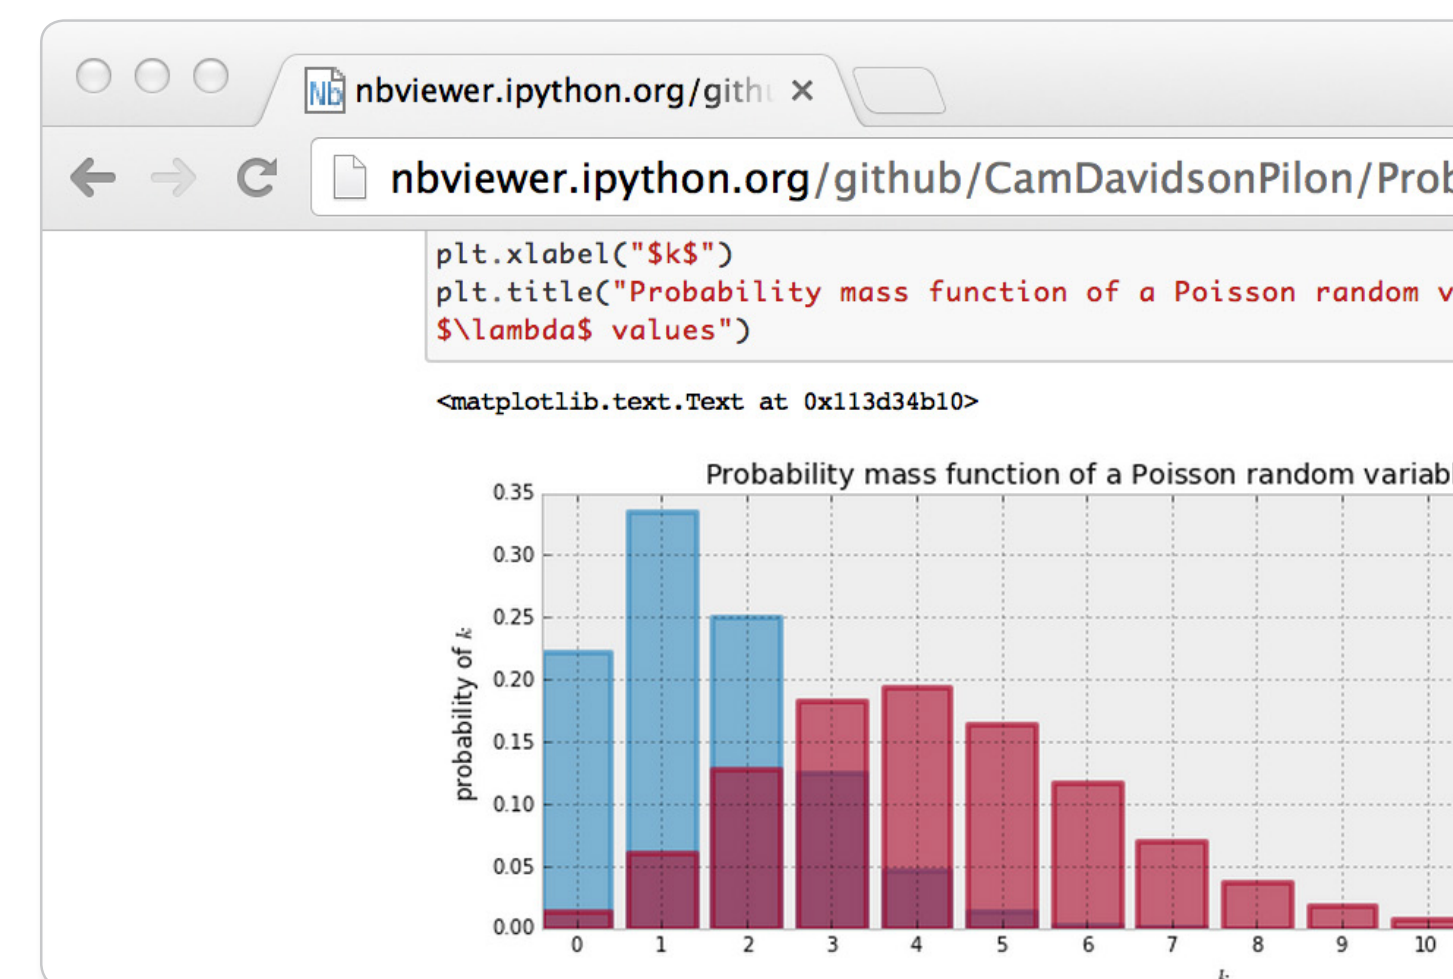 Nb nbviewer.ipython.org/gith
nbviewer.ipython.org/github/CamDavidsonPilon/Prob
plt.xlabel("$k$")
plt.title("Probability mass function of a Poisson random v
$\lambda$ values")
<matplotlib.text.Text at 0x113d34b10>
Probability mass function of a Poisson random variabl
0.35
0.30
0.25
0.20
0.15
0.10
0.05
0.00
probability of k
0 1 2 3 4 5 6 7 8 9 10
k